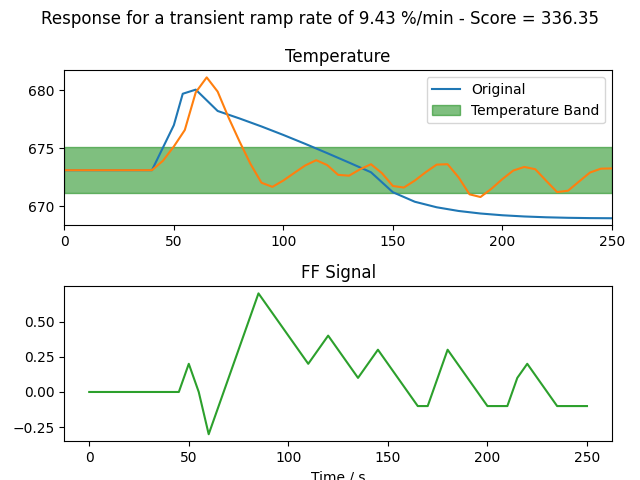 Response for a transient ramp rate of 9.43 %/min - Score = 336.35
Temperature
680
675
670
Original
Temperature Band
0 50 100 150 200 250
FF Signal
0.50
0.25
0.00
−0.25
0 50 100 150 200 250
Time / s